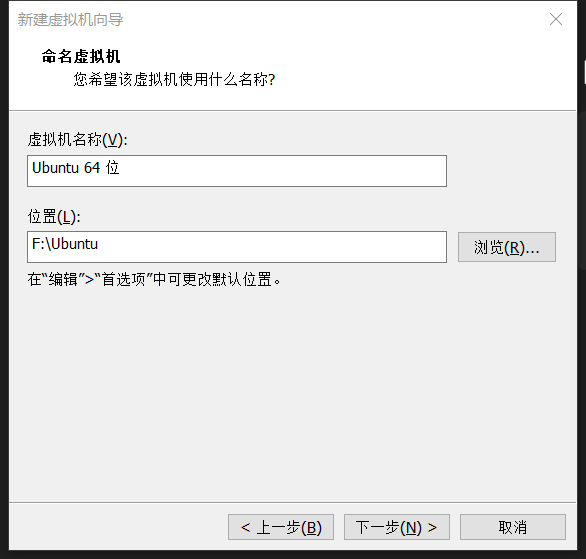 新建虚拟机向导
命名虚拟机
您希望该虚拟机使用什么名称?
虚拟机名称(V):
Ubuntu 64 位
位置(L):
F:\Ubuntu
浏览(R)...
在“编辑”>“首选项”中可更改默认位置。
< 上一步(B) 下一步(N) > 取消